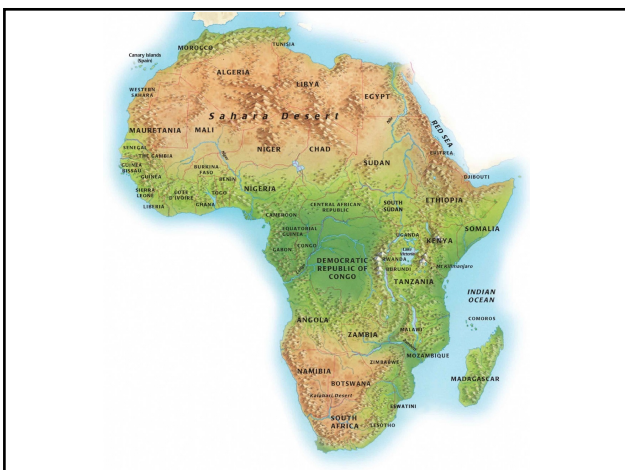 MOROCCO
TUNISIA
Canary Islands
(Spain)
ALGERIA
LIBYA
EGYPT
WESTERN
SAHARA
Sahara Desert
RED SEA
MAURETANIA
MALI
NIGER
CHAD
SUDAN
ERITREA
SENEGAL
THE GAMBIA
GUINEA
BISSAU
GUINEA
BURKINA
FASO
BENIN
DJIBOUTI
SIERRA
LEONE
COTE
D'IVOIRE
TOGO
GHANA
LIBERIA
NIGERIA
CENTRAL AFRICAN
REPUBLIC
SOUTH
SUDAN
ETHIOPIA
SOMALIA
CAMEROON
EQUATORIAL
GUINEA
GABON
CONGO
UGANDA
KENYA
RWANDA
BURUNDI
Mt Kilimanjaro
DEMOCRATIC
REPUBLIC OF
CONGO
TANZANIA
INDIAN
OCEAN
COMOROS
ANGOLA
ZAMBIA
MALAWI
MOZAMBIQUE
ZIMBABWE
NAMIBIA
BOTSWANA
Kalahari Desert
MADAGASCAR
ESWATINI
SOUTH
AFRICA
LESOTHO